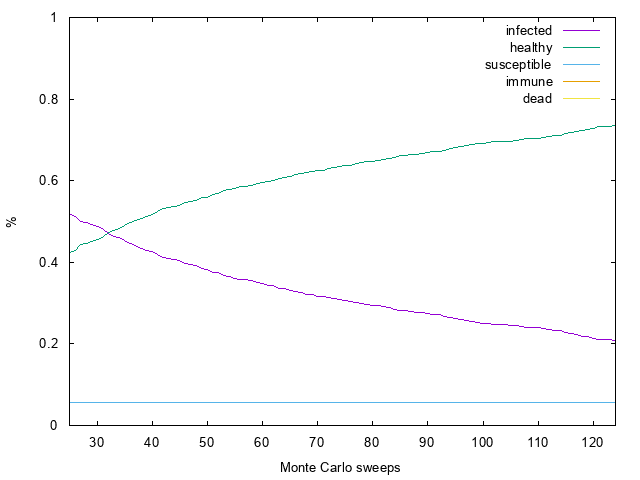 1
0.8
0.6
0.4
0.2
0
%
infected
healthy
susceptible
immune
dead
30 40 50 60 70 80 90 100 110 120
Monte Carlo sweeps